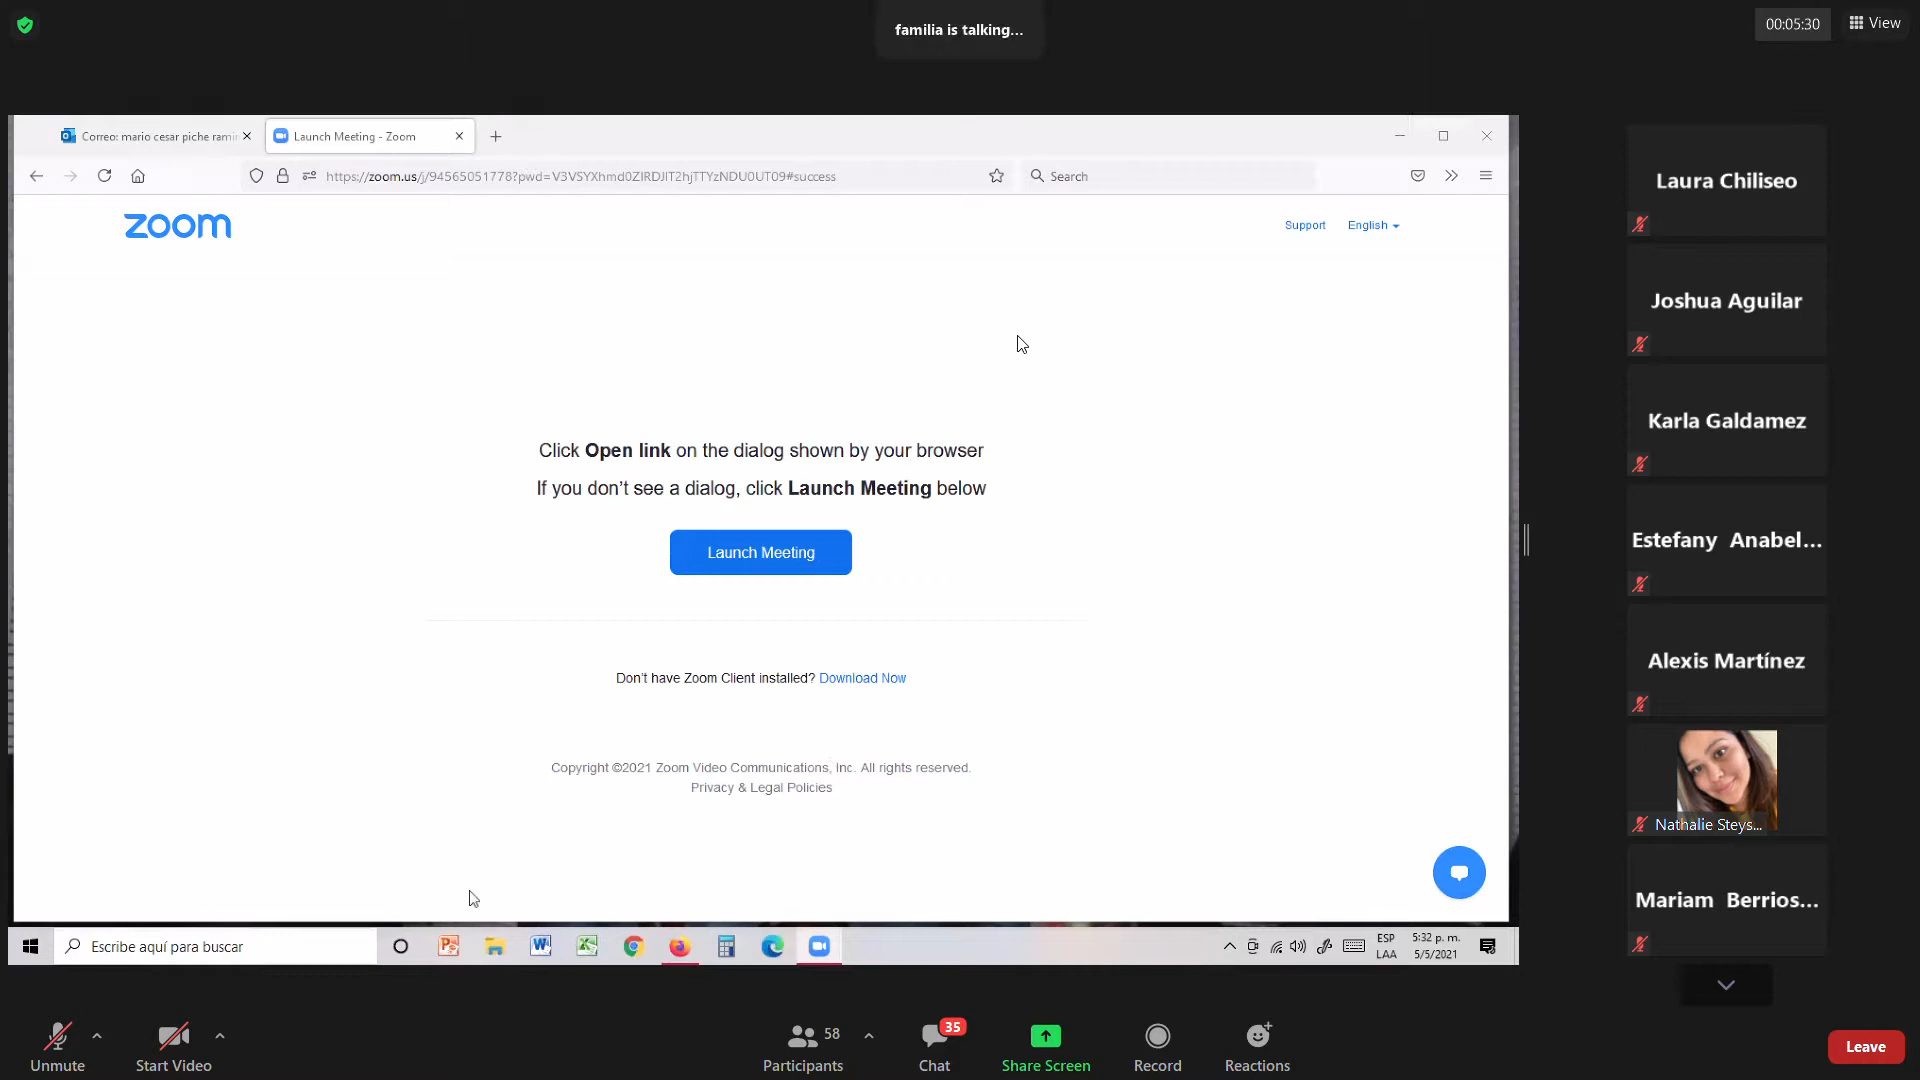 familia is talking...
00:05:30
View
Correo: mario cesar piche rami
Launch Meeting - Zoom
https://zoom.us/j/94565051778?pwd=V3VSYXhmd0ZIRDJIT2hjTTYzNDU0UT09#success
Search
zoom
Support
English
Click Open link on the dialog shown by your browser
If you don't see a dialog, click Launch Meeting below
Launch Meeting
Don't have Zoom Client installed? Download Now
Copyright ©2021 Zoom Video Communications, Inc. All rights reserved.
Privacy & Legal Policies
Escribe aquí para buscar
ESP
LAA
5:32 p. m.
5/5/2021
Laura Chiliseo
Joshua Aguilar
Karla Galdamez
Estefany Anabel...
Alexis Martínez
Nathalie Steys...
Mariam Berrios...
Unmute
Start Video
58
Participants
35
Chat
Share Screen
Record
Reactions
Leave